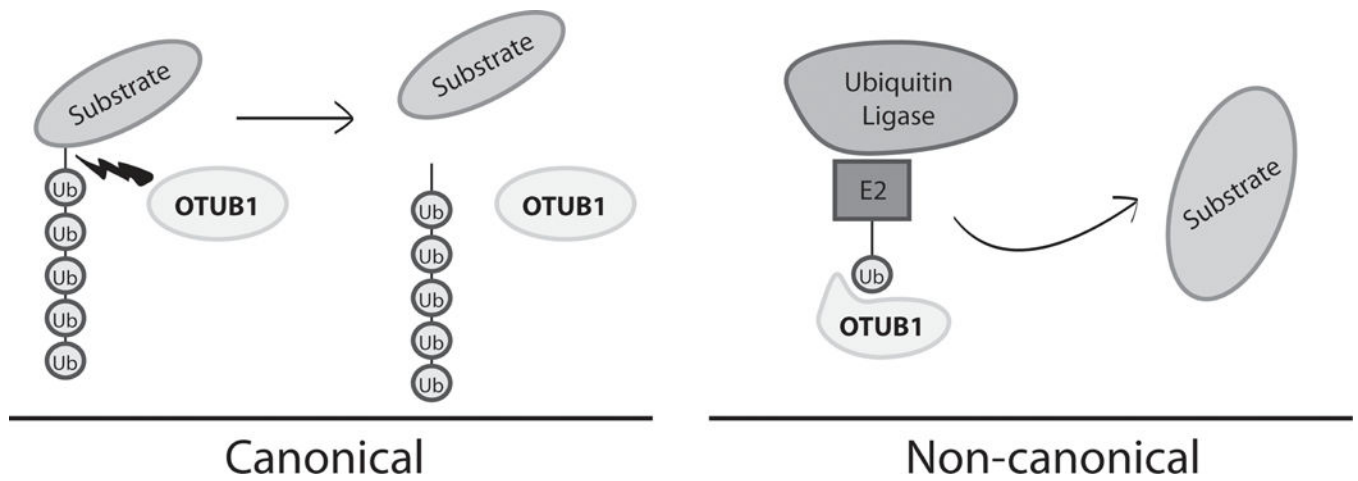 Substrate
Ub
Ub
Ub
Ub
Ub
OTUB1
Substrate
Ub
Ub
Ub
Ub
Ub
OTUB1
Canonical
Ubiquitin
Ligase
E2
Ub
OTUB1
Substrate
Non-canonical